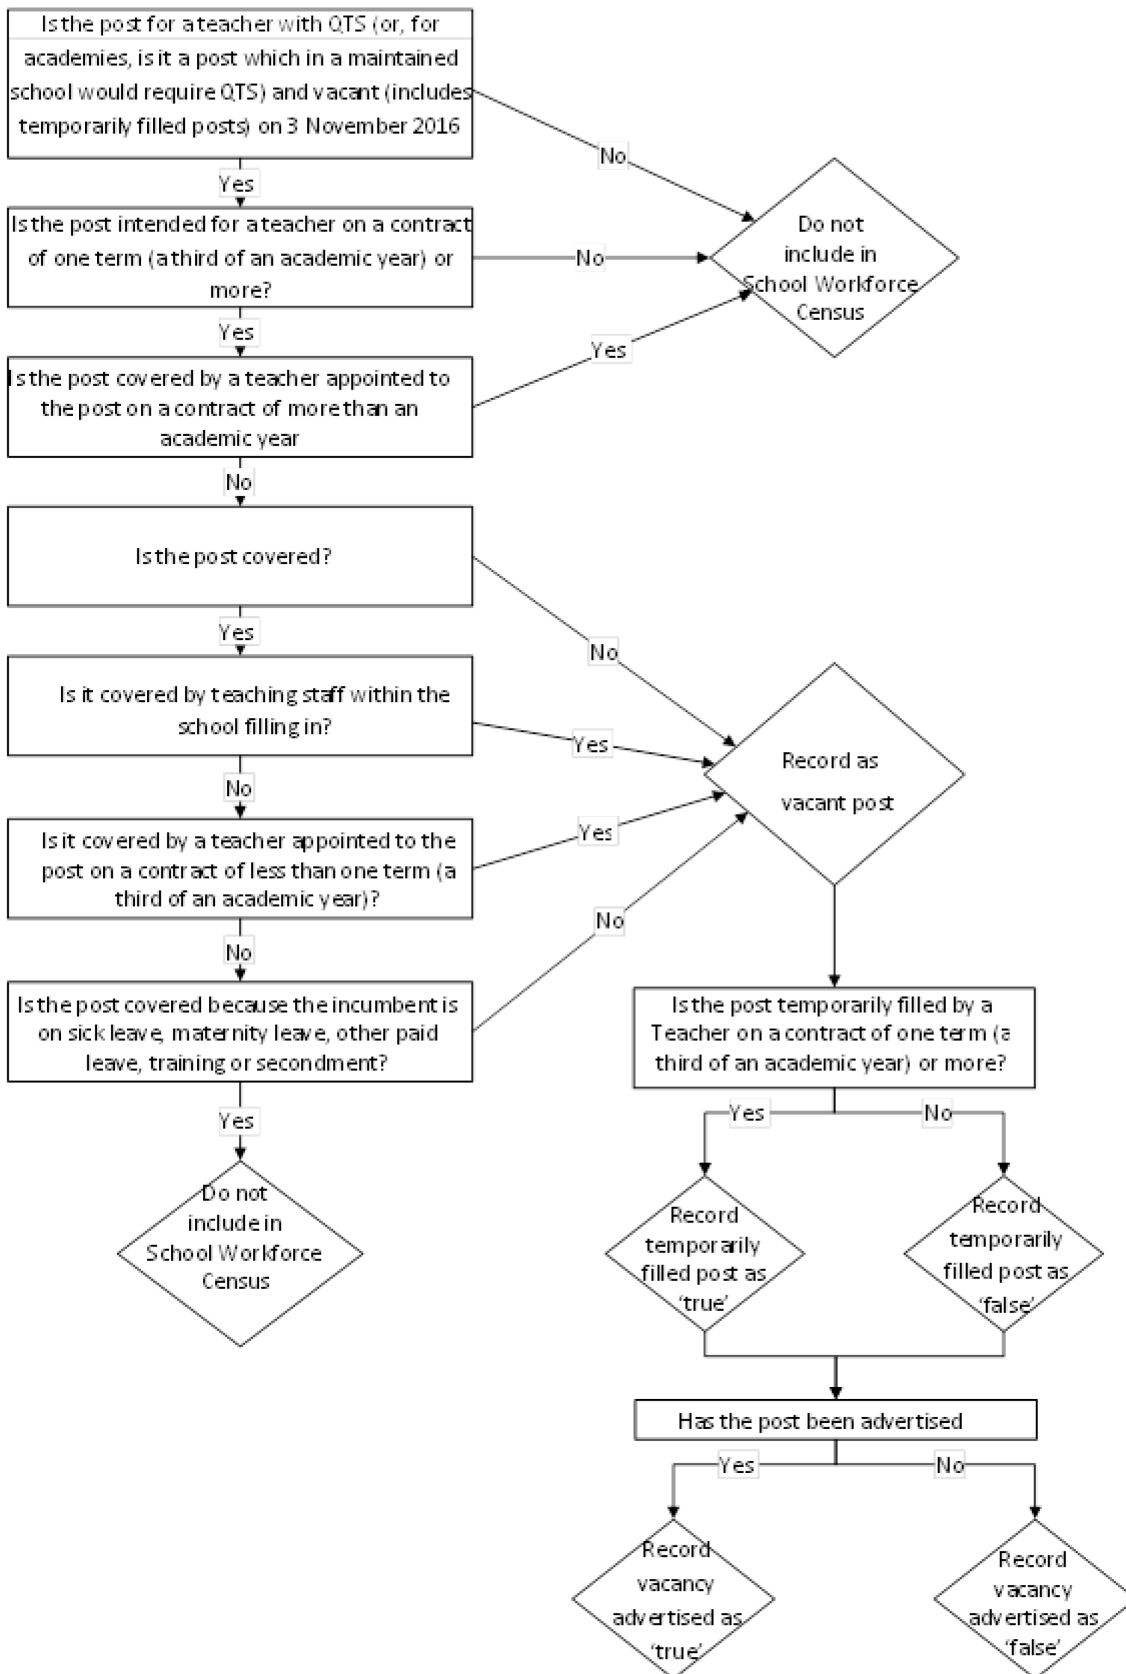 Is the post for a teacher with QTS (or, for
academies, is it a post which in a maintained
school would require QTS) and vacant (includes
temporarily filled posts) on 3 November 2016
No
Yes
Do not
include in
School Workforce
Census
Is the post intended for a teacher on a contract
of one term (a third of an academic year) or
more?
No
Yes
Yes
Is the post covered by a teacher appointed to
the post on a contract of more than an
academic year
No
Is the post covered?
Yes
No
Is it covered by teaching staff within the
school filling in?
Yes
Record as
vacant post
No
Is it covered by a teacher appointed to the
post on a contract of less than one term (a
third of an academic year)?
Yes
No
No
Is the post covered because the incumbent is
on sick leave, maternity leave, other paid
leave, training or secondment?
Yes
Do not
include in
School Workforce
Census
Is the post temporarily filled by a
Teacher on a contract of one term (a
third of an academic year) or more?
Yes
No
Record
temporarily
filled post as
‘true’
Record
temporarily
filled post as
‘false’
Has the post been advertised
Yes
No
Record
vacancy
advertised as
‘true’
Record
vacancy
advertised as
‘false’